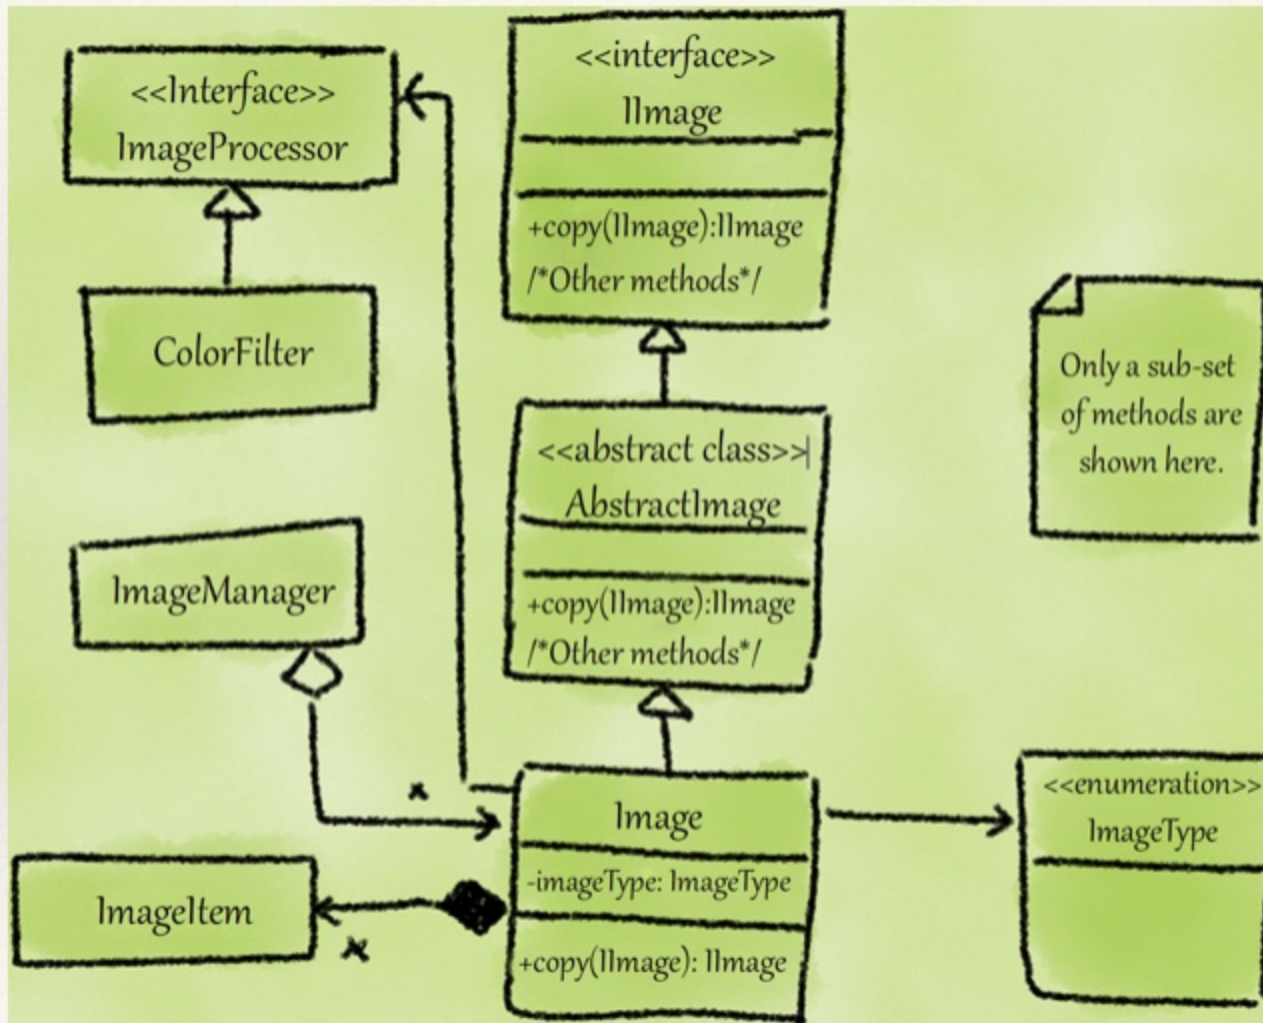 <<Interface>>
ImageProcessor
<<interface>>
IImage
+copy(IImage):IImage
/*Other methods*/
ColorFilter
Only a sub-set
of methods are
shown here.
<<abstract class>>
AbstractImage
+copy(IImage):IImage
/*Other methods*/
ImageManager
*
Image
-imageType: ImageType
+copy(IImage): IImage
<<enumeration>>
ImageType
ImageItem
*